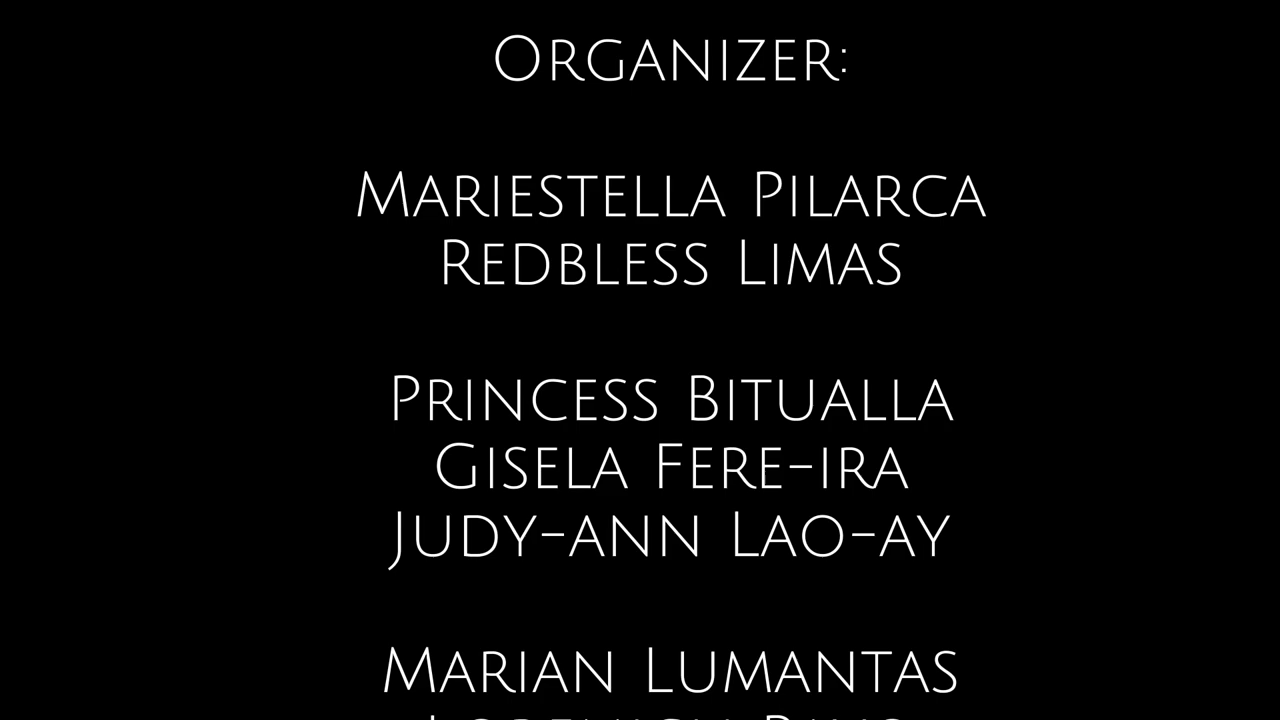 Organizer:
Mariestella Pilarca
Redbless Limas
Princess Bitualla
Gisela Fere-ira
Judy-ann Lao-ay
Marian Lumantas